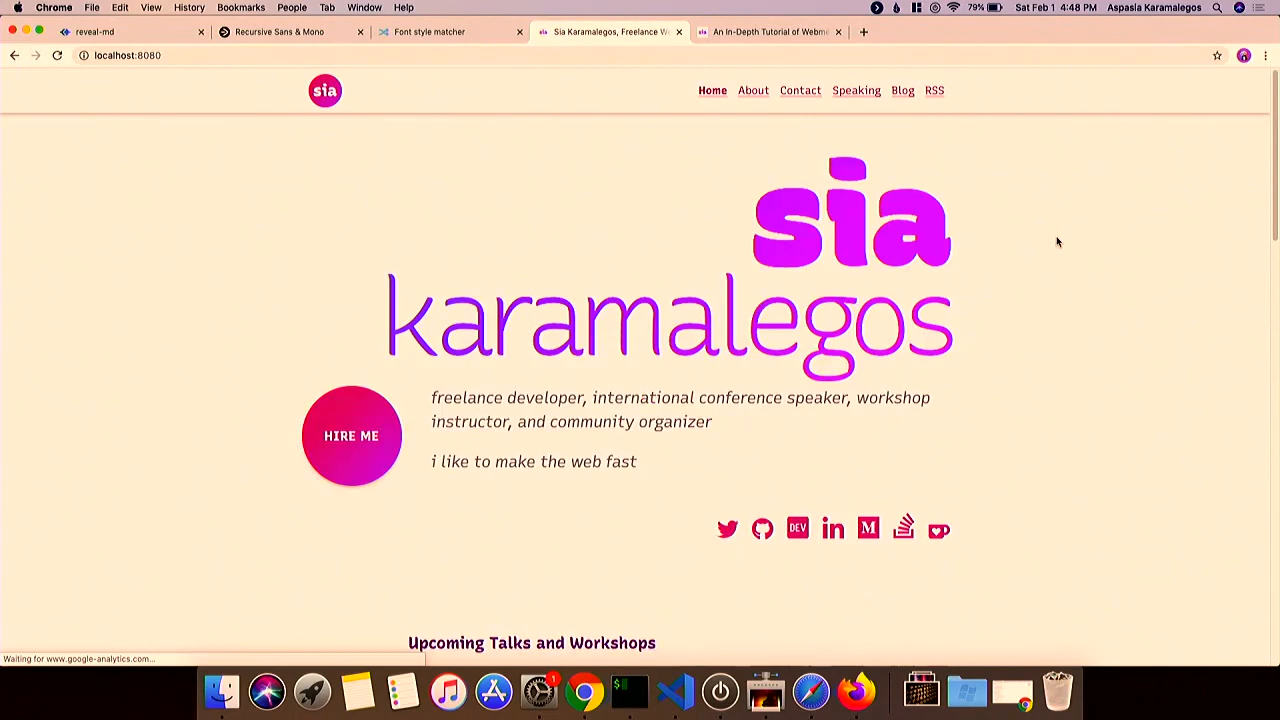 Chrome File Edit View History Bookmarks People Tab Window Help 79% Sat Feb 1 4:48 PM Aspasia Karamalegos
reveal-md Recursive Sans & Mono Font style matcher Sia Karamalegos, Freelance W An In-Depth Tutorial of Webme
localhost:8080
sia Home About Contact Speaking Blog RSS
sia
karamalegos
freelance developer, international conference speaker, workshop
instructor, and community organizer
HIRE ME
i like to make the web fast
DEV in M
Upcoming Talks and Workshops
Waiting for www.google-analytics.com...
1
$